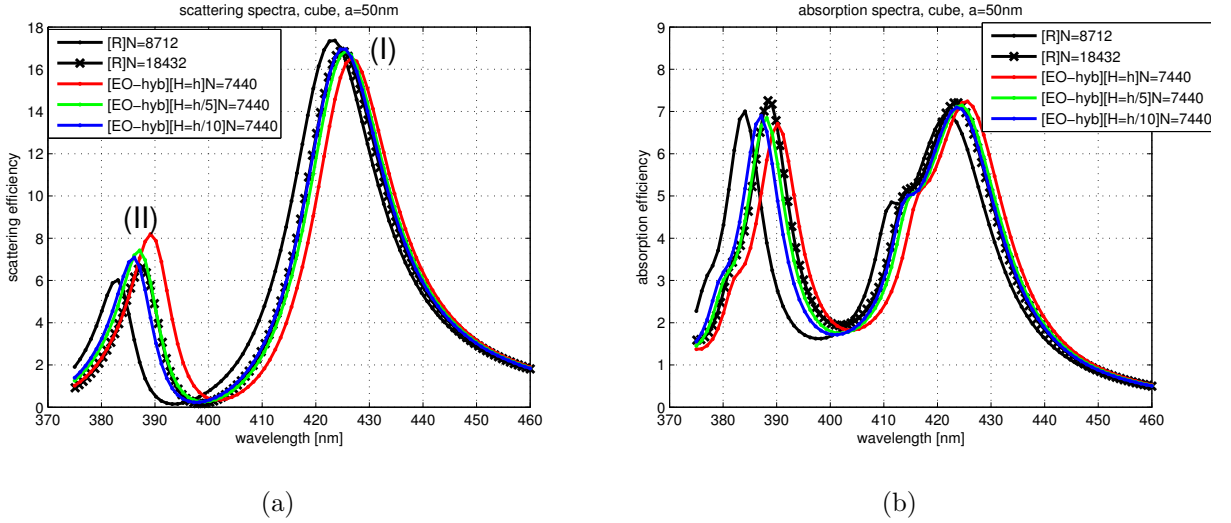 scattering spectra, cube, a=50nm
18
16
14
12
10
8
6
4
2
0
scattering efficiency
[R]N=8712
[R]N=18432
[EO−hyb][H=h]N=7440
[EO−hyb][H=h/5]N=7440
[EO−hyb][H=h/10]N=7440
(I)
(II)
370 380 390 400 410 420 430 440 450 460
wavelength [nm]
(a)
absorption spectra, cube, a=50nm
9
8
7
6
5
4
3
2
1
0
absorption efficiency
[R]N=8712
[R]N=18432
[EO−hyb][H=h]N=7440
[EO−hyb][H=h/5]N=7440
[EO−hyb][H=h/10]N=7440
370 380 390 400 410 420 430 440 450 460
wavelength [nm]
(b)